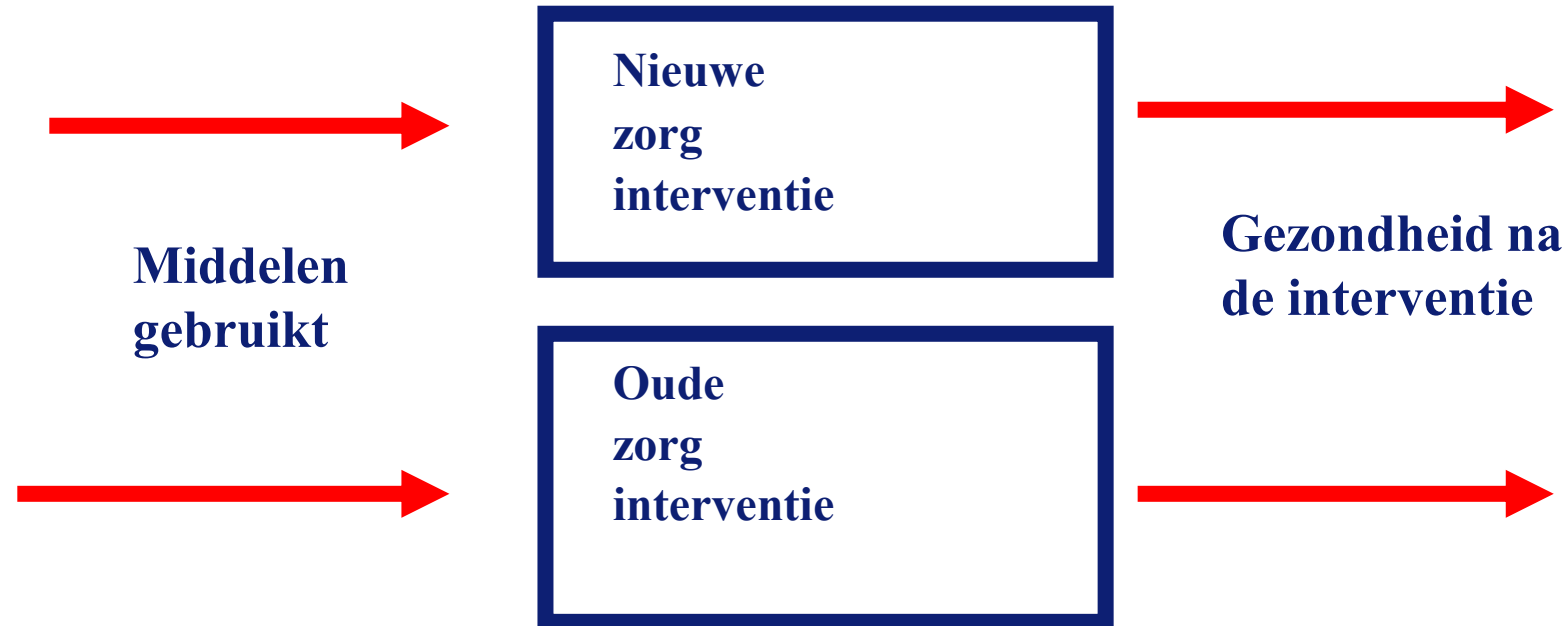 Nieuwe
zorg
interventie
Middelen
gebruikt
Gezondheid na
de interventie
Oude
zorg
interventie